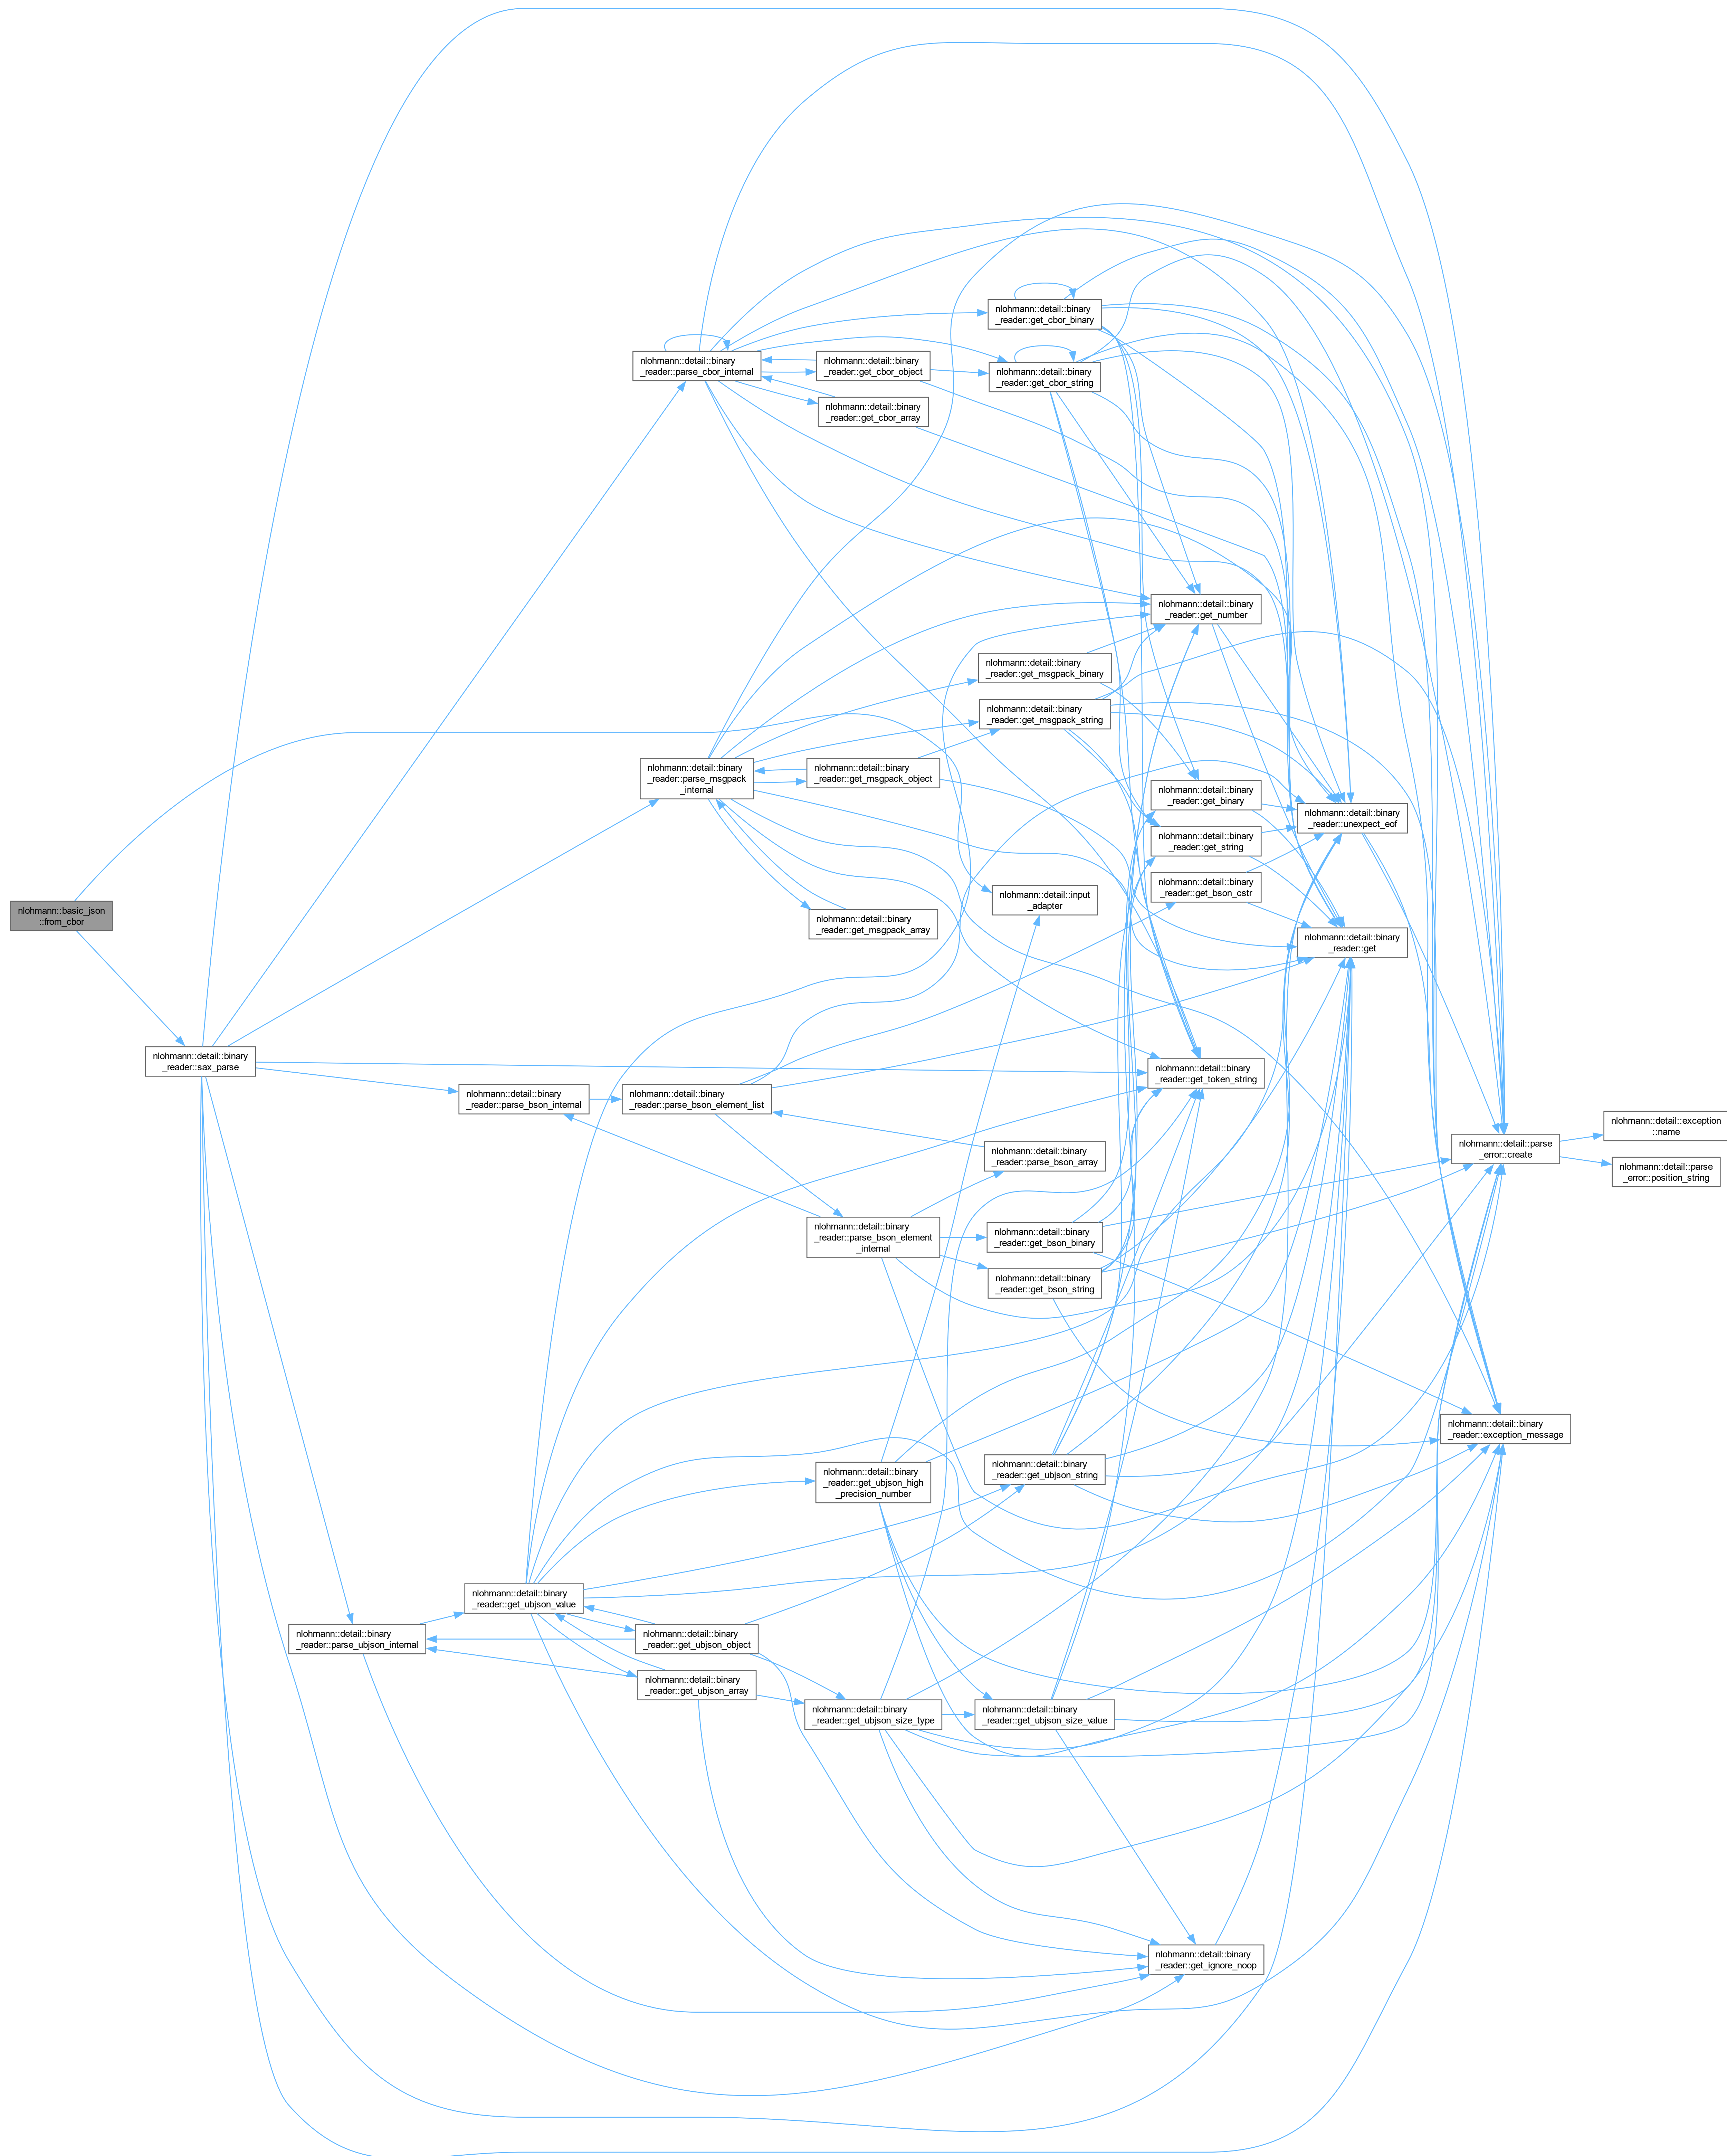 nlohmann::basic_json
::from_cbor
nlohmann::detail::binary
_reader::sax_parse
nlohmann::detail::binary
_reader::parse_ubjson_internal
nlohmann::detail::binary
_reader::parse_bson_internal
nlohmann::detail::binary
_reader::get_ubjson_value
nlohmann::detail::binary
_reader::parse_cbor_internal
nlohmann::detail::binary
_reader::parse_msgpack
_internal
nlohmann::detail::binary
_reader::parse_bson_element_list
nlohmann::detail::binary
_reader::get_ubjson_object
nlohmann::detail::binary
_reader::get_ubjson_array
nlohmann::detail::binary
_reader::get_cbor_object
nlohmann::detail::binary
_reader::get_cbor_array
nlohmann::detail::binary
_reader::get_msgpack_object
nlohmann::detail::binary
_reader::get_msgpack_array
nlohmann::detail::binary
_reader::parse_bson_element
_internal
nlohmann::detail::binary
_reader::get_ubjson_high
_precision_number
nlohmann::detail::binary
_reader::get_ubjson_size_type
nlohmann::detail::binary
_reader::get_cbor_binary
nlohmann::detail::binary
_reader::get_cbor_string
nlohmann::detail::binary
_reader::get_msgpack_binary
nlohmann::detail::binary
_reader::get_msgpack_string
nlohmann::detail::input
_adapter
nlohmann::detail::binary
_reader::parse_bson_array
nlohmann::detail::binary
_reader::get_bson_binary
nlohmann::detail::binary
_reader::get_bson_string
nlohmann::detail::binary
_reader::get_ubjson_string
nlohmann::detail::binary
_reader::get_ubjson_size_value
nlohmann::detail::binary
_reader::get_number
nlohmann::detail::binary
_reader::get_binary
nlohmann::detail::binary
_reader::get_string
nlohmann::detail::binary
_reader::get_bson_cstr
nlohmann::detail::binary
_reader::get_token_string
nlohmann::detail::binary
_reader::get_ignore_noop
nlohmann::detail::binary
_reader::unexpect_eof
nlohmann::detail::binary
_reader::get
nlohmann::detail::parse
_error::create
nlohmann::detail::binary
_reader::exception_message
nlohmann::detail::exception
::name
nlohmann::detail::parse
_error::position_string